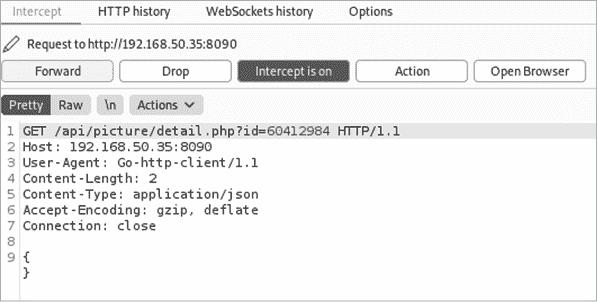 Intercept HTTP history WebSockets history Options
Request to http://192.168.50.35:8090
Forward Drop Intercept is on Action Open Browser
Pretty Raw \n Actions
1 GET /api/picture/detail.php?id=60412984 HTTP/1.1
2 Host: 192.168.50.35:8090
3 User-Agent: Go-http-client/1.1
4 Content-Length: 2
5 Content-Type: application/json
6 Accept-Encoding: gzip, deflate
7 Connection: close
8
9 {
}